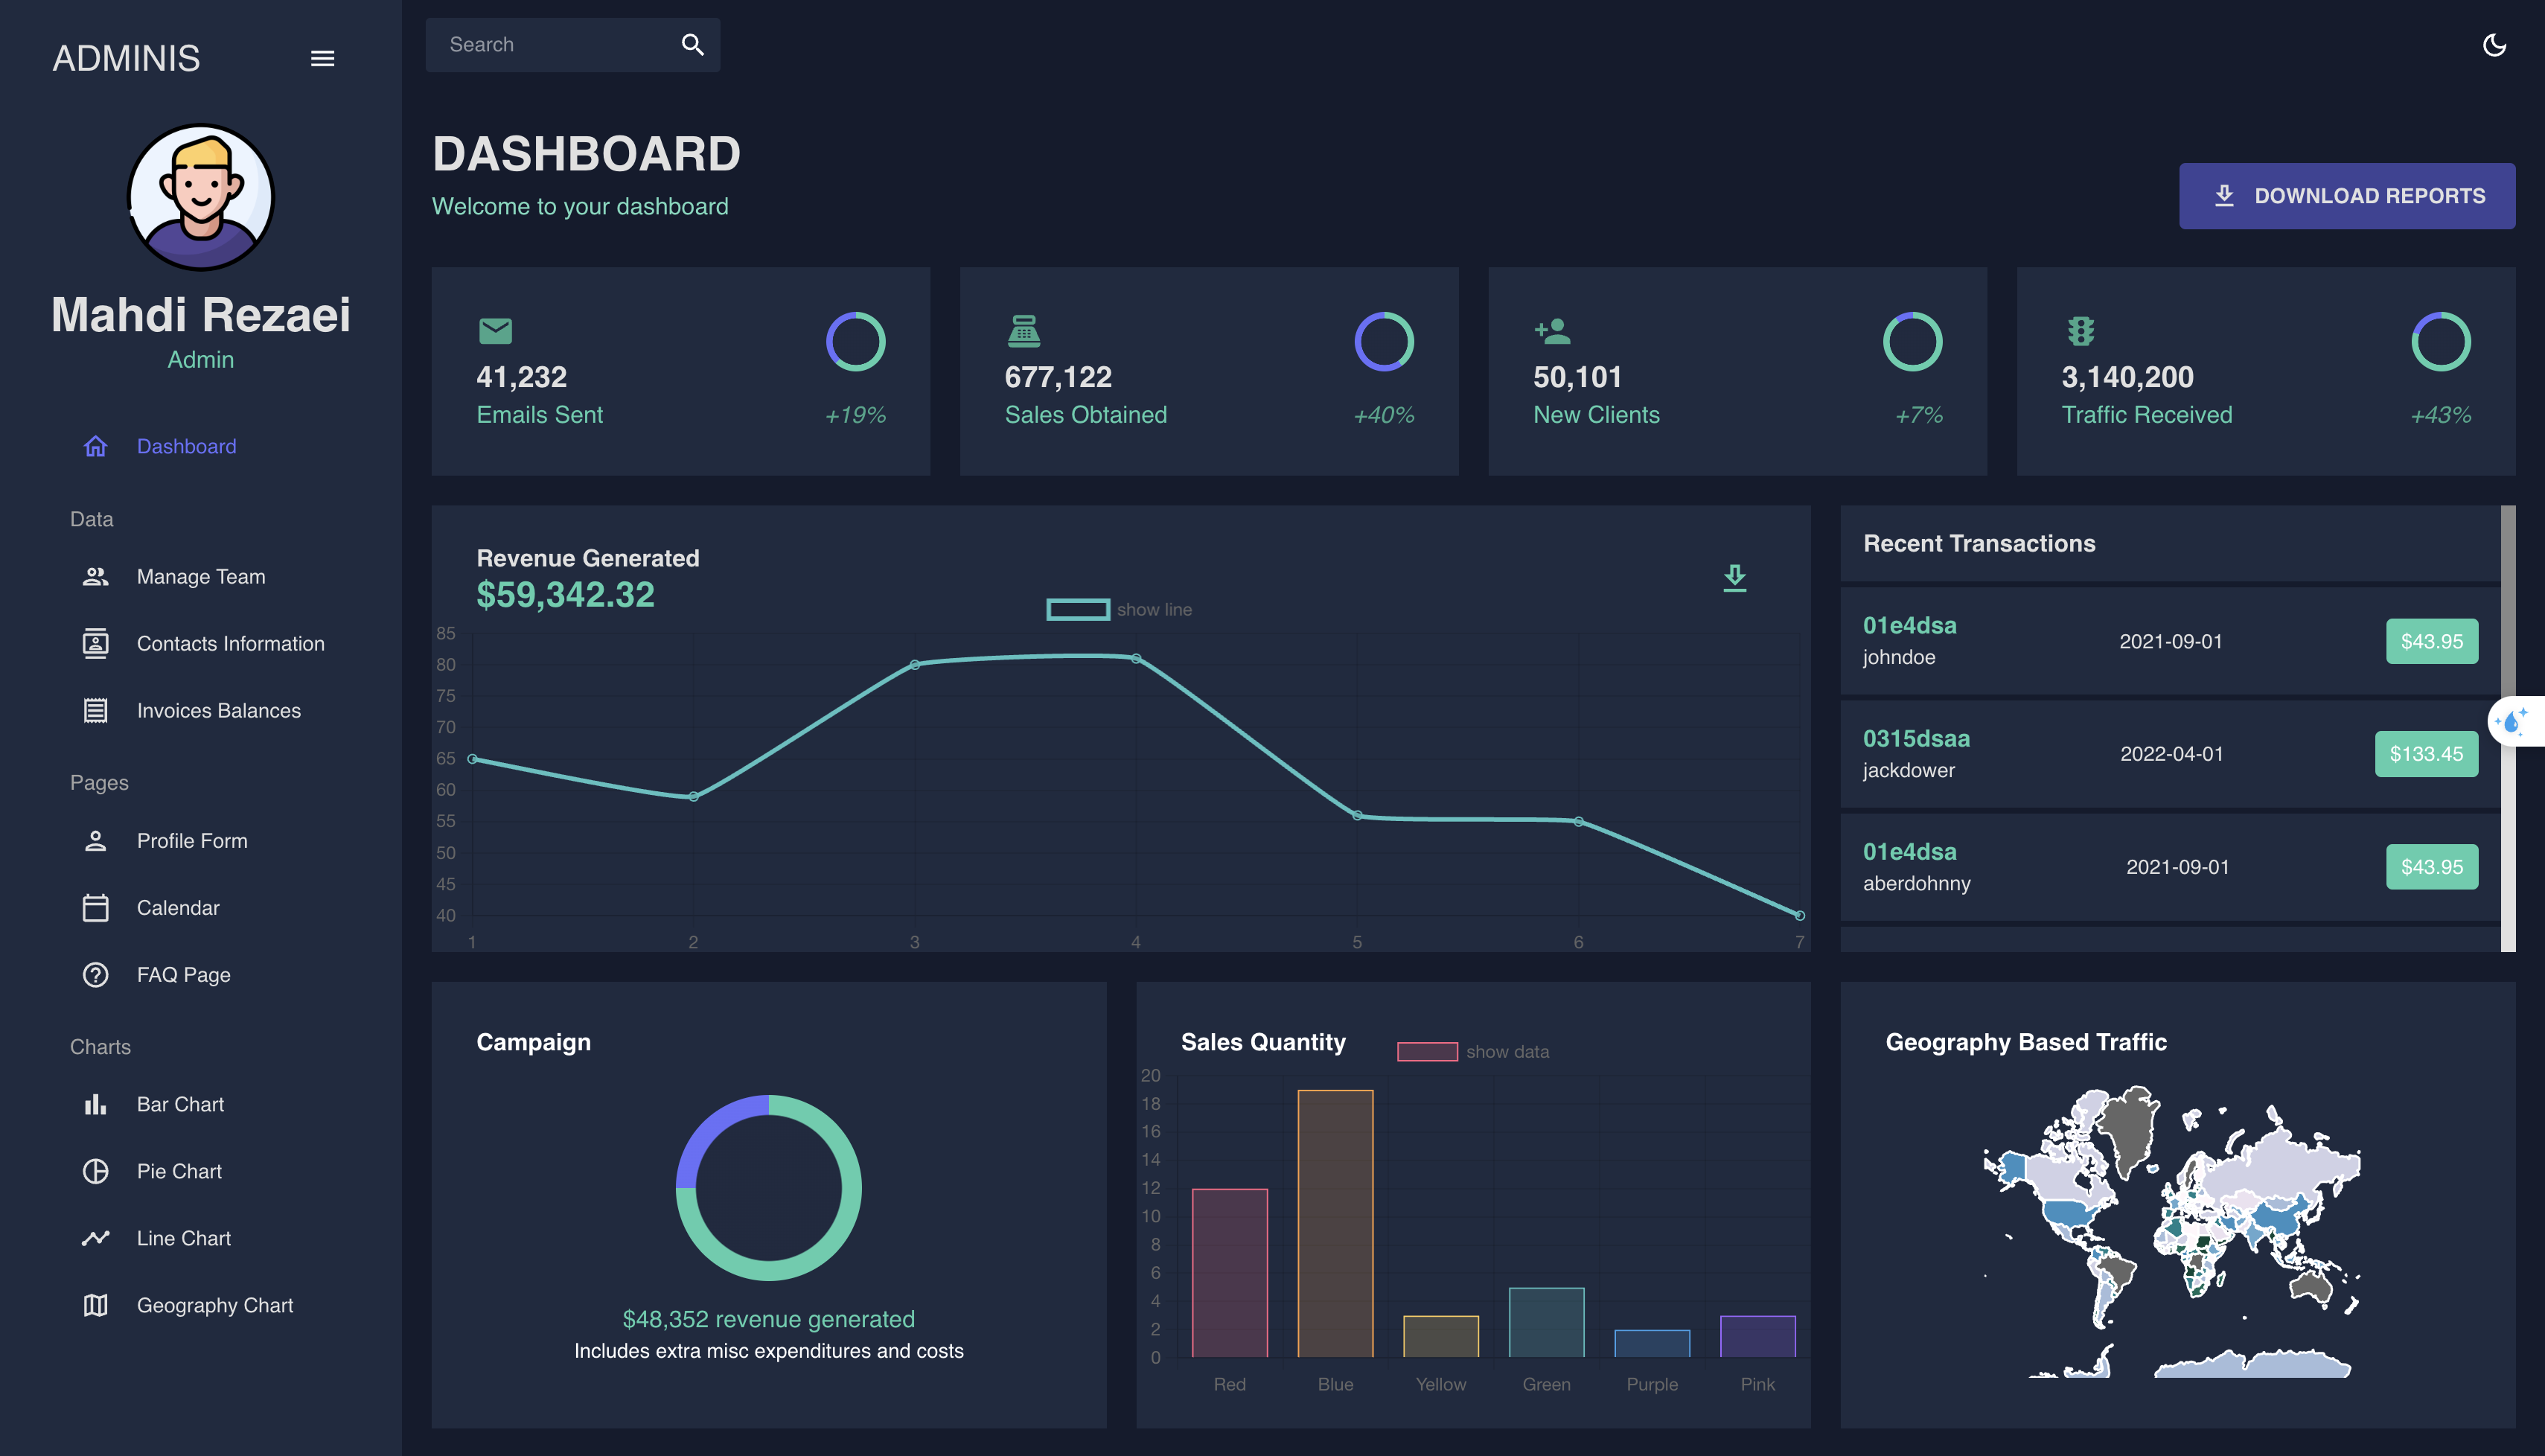 ADMINIS
Mahdi Rezaei
Admin
Dashboard
Data
Manage Team
Contacts Information
Invoices Balances
Pages
Profile Form
Calendar
FAQ Page
Charts
Bar Chart
Pie Chart
Line Chart
Geography Chart
Search
DASHBOARD
Welcome to your dashboard
DOWNLOAD REPORTS
41,232
Emails Sent
+19%
677,122
Sales Obtained
+40%
50,101
New Clients
+7%
3,140,200
Traffic Received
+43%
Revenue Generated
$59,342.32
show line
85
80
75
70
65
60
55
50
45
40
1 2 3 4 5 6 7
Recent Transactions
01e4dsa
johndoe
2021-09-01
$43.95
0315dsaa
jackdower
2022-04-01
$133.45
01e4dsa
aberdohnny
2021-09-01
$43.95
Campaign
$48,352 revenue generated
Includes extra misc expenditures and costs
Sales Quantity
show data
20
18
16
14
12
10
8
6
4
2
0
Red Blue Yellow Green Purple Pink
Geography Based Traffic